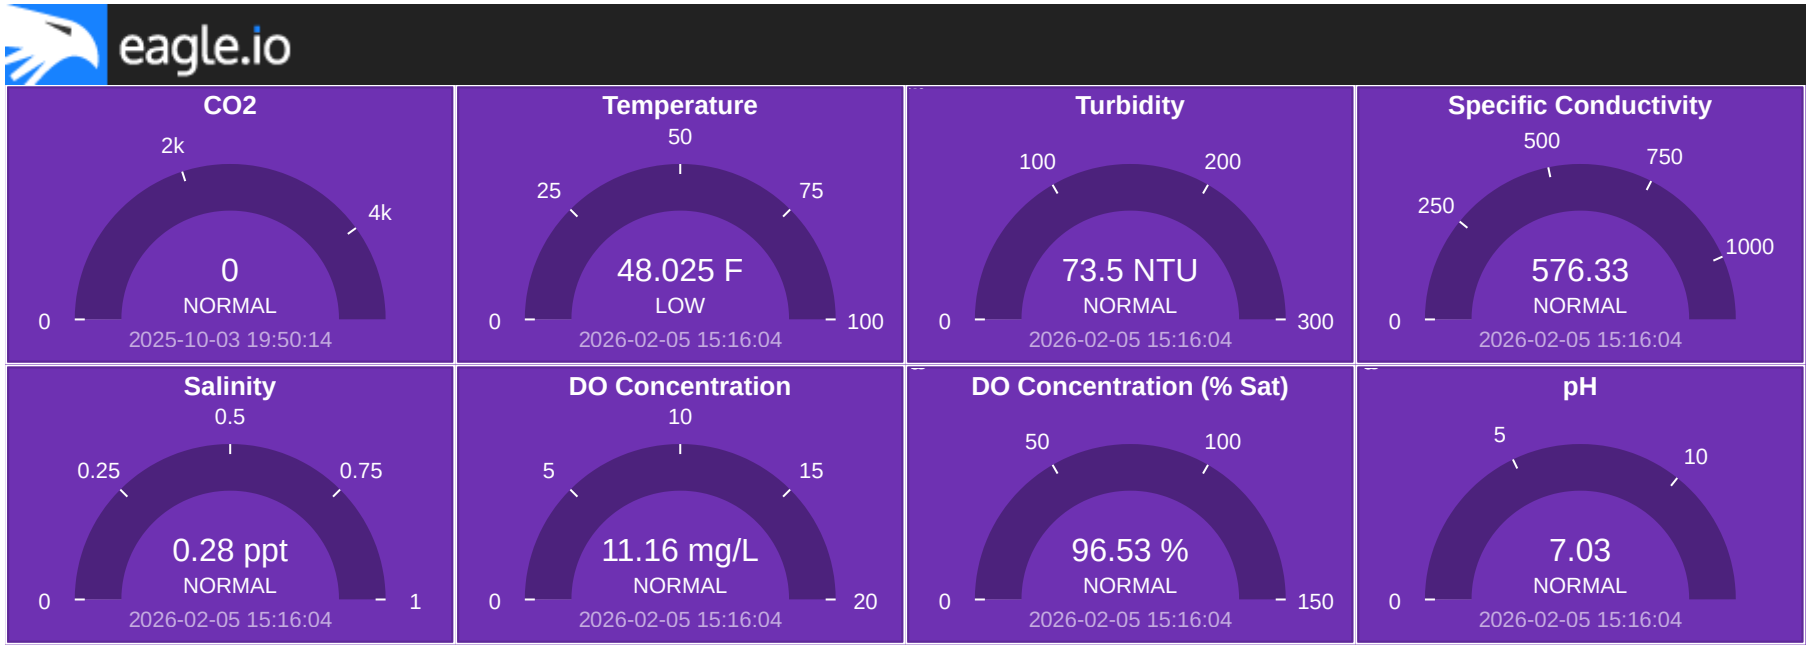 eagle.io
CO2
2k
4k
0
0
NORMAL
2025-10-03 19:50:14
Temperature
50
25
75
0
100
48.025 F
LOW
2026-02-05 15:16:04
Turbidity
100
200
0
300
73.5 NTU
NORMAL
2026-02-05 15:16:04
Specific Conductivity
500
750
250
1000
0
576.33
NORMAL
2026-02-05 15:16:04
Salinity
0.5
0.25
0.75
0
1
0.28 ppt
NORMAL
2026-02-05 15:16:04
DO Concentration
10
5
15
0
20
11.16 mg/L
NORMAL
2026-02-05 15:16:04
DO Concentration (% Sat)
50
100
0
150
96.53 %
NORMAL
2026-02-05 15:16:04
pH
5
10
0
7.03
NORMAL
2026-02-05 15:16:04